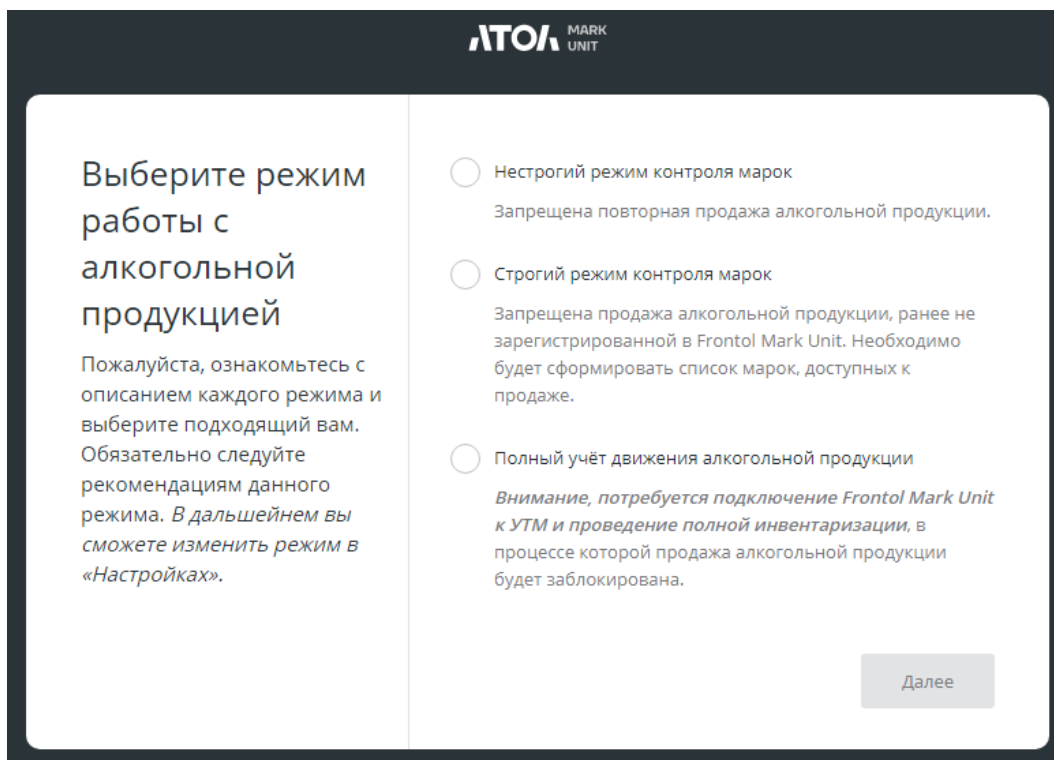 АТОЛ MARK
UNIT
Выберите режим
работы с
алкогольной
продукцией
Пожалуйста, ознакомьтесь с
описанием каждого режима и
выберите подходящий вам.
Обязательно следуйте
рекомендациям данного
режима. В дальнейшем вы
сможете изменить режим в
«Настройках».
Нестрогий режим контроля марок
Запрещена повторная продажа алкогольной продукции.
Строгий режим контроля марок
Запрещена продажа алкогольной продукции, ранее не
зарегистрированной в Frontol Mark Unit. Необходимо
будет сформировать список марок, доступных к
продаже.
Полный учёт движения алкогольной продукции
Внимание, потребуется подключение Frontol Mark Unit
к УТМ и проведение полной инвентаризации, в
процессе которой продажа алкогольной продукции
будет заблокирована.
Далее